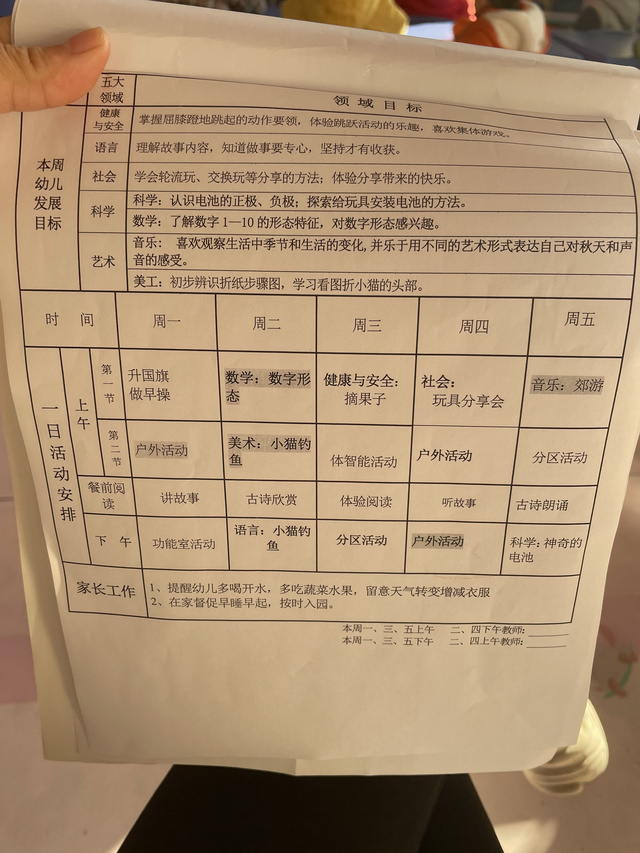 五大
领域
领域目标
本周
幼儿
发展
目标
健康
与安全
掌握屈膝蹬地跳起的动作要领，体验跳跃活动的乐趣，喜欢集体游戏。
语言
理解故事内容，知道做事要专心，坚持才有收获。
社会
学会轮流玩、交换玩等分享的方法；体验分享带来的快乐。
科学
科学：认识电池的正极、负极；探索给玩具安装电池的方法。
数学：了解数字1—10的形态特征，对数字形态感兴趣。
艺术
音乐： 喜欢观察生活中季节和生活的变化,并乐于用不同的艺术形式表达自己对秋天和声
音的感受。
美工：初步辨识折纸步骤图，学习看图折小猫的头部。
时 间 周一 周二 周三 周四 周五
一日活动安排
上午
第一节
升国旗
做早操
数学：数字形
态
健康与安全：
摘果子
社会：
玩具分享会
音乐：郊游
第二节
户外活动
美术：小猫钓
鱼
体智能活动
户外活动
分区活动
餐前阅
读
讲故事 古诗欣赏 体验阅读 听故事 古诗朗诵
下 午
功能室活动
语言：小猫钓
鱼
分区活动
户外活动
科学：神奇的
电池
家长工作
1、提醒幼儿多喝开水，多吃蔬菜水果，留意天气转变增减衣服
2、在家督促早睡早起，按时入园。
本周一、三、五上午 二、四下午教师：
本周一、三、五下午 二、四上午教师：